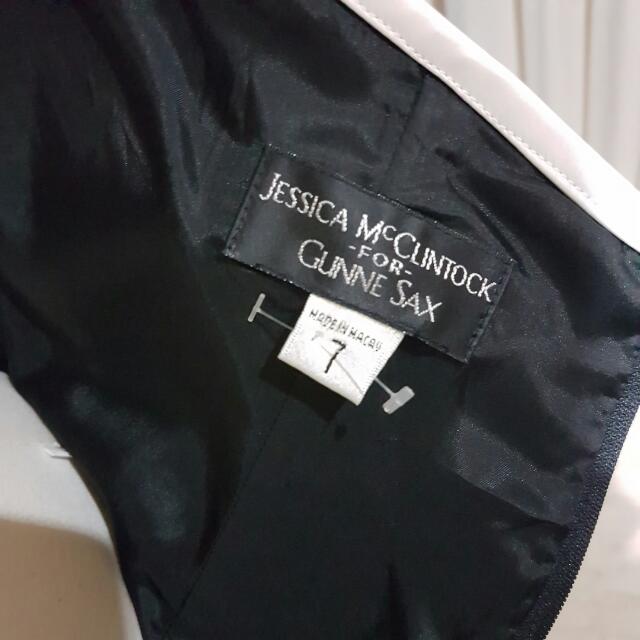 JESSICA McCLINTOCK
-FOR-
GUNNE SAX
MADE IN MACAU
7